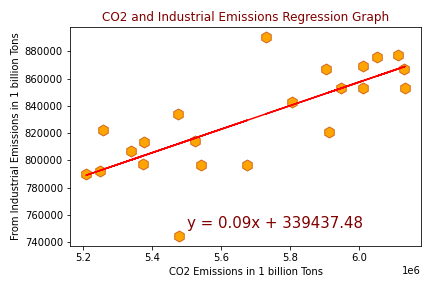 CO2 and Industrial Emissions Regression Graph
From Industrial Emissions in 1 billion Tons
880000
860000
840000
820000
800000
780000
760000
740000
y = 0.09x + 339437.48
5.2
5.4
5.6
5.8
6.0
1e6
CO2 Emissions in 1 billion Tons